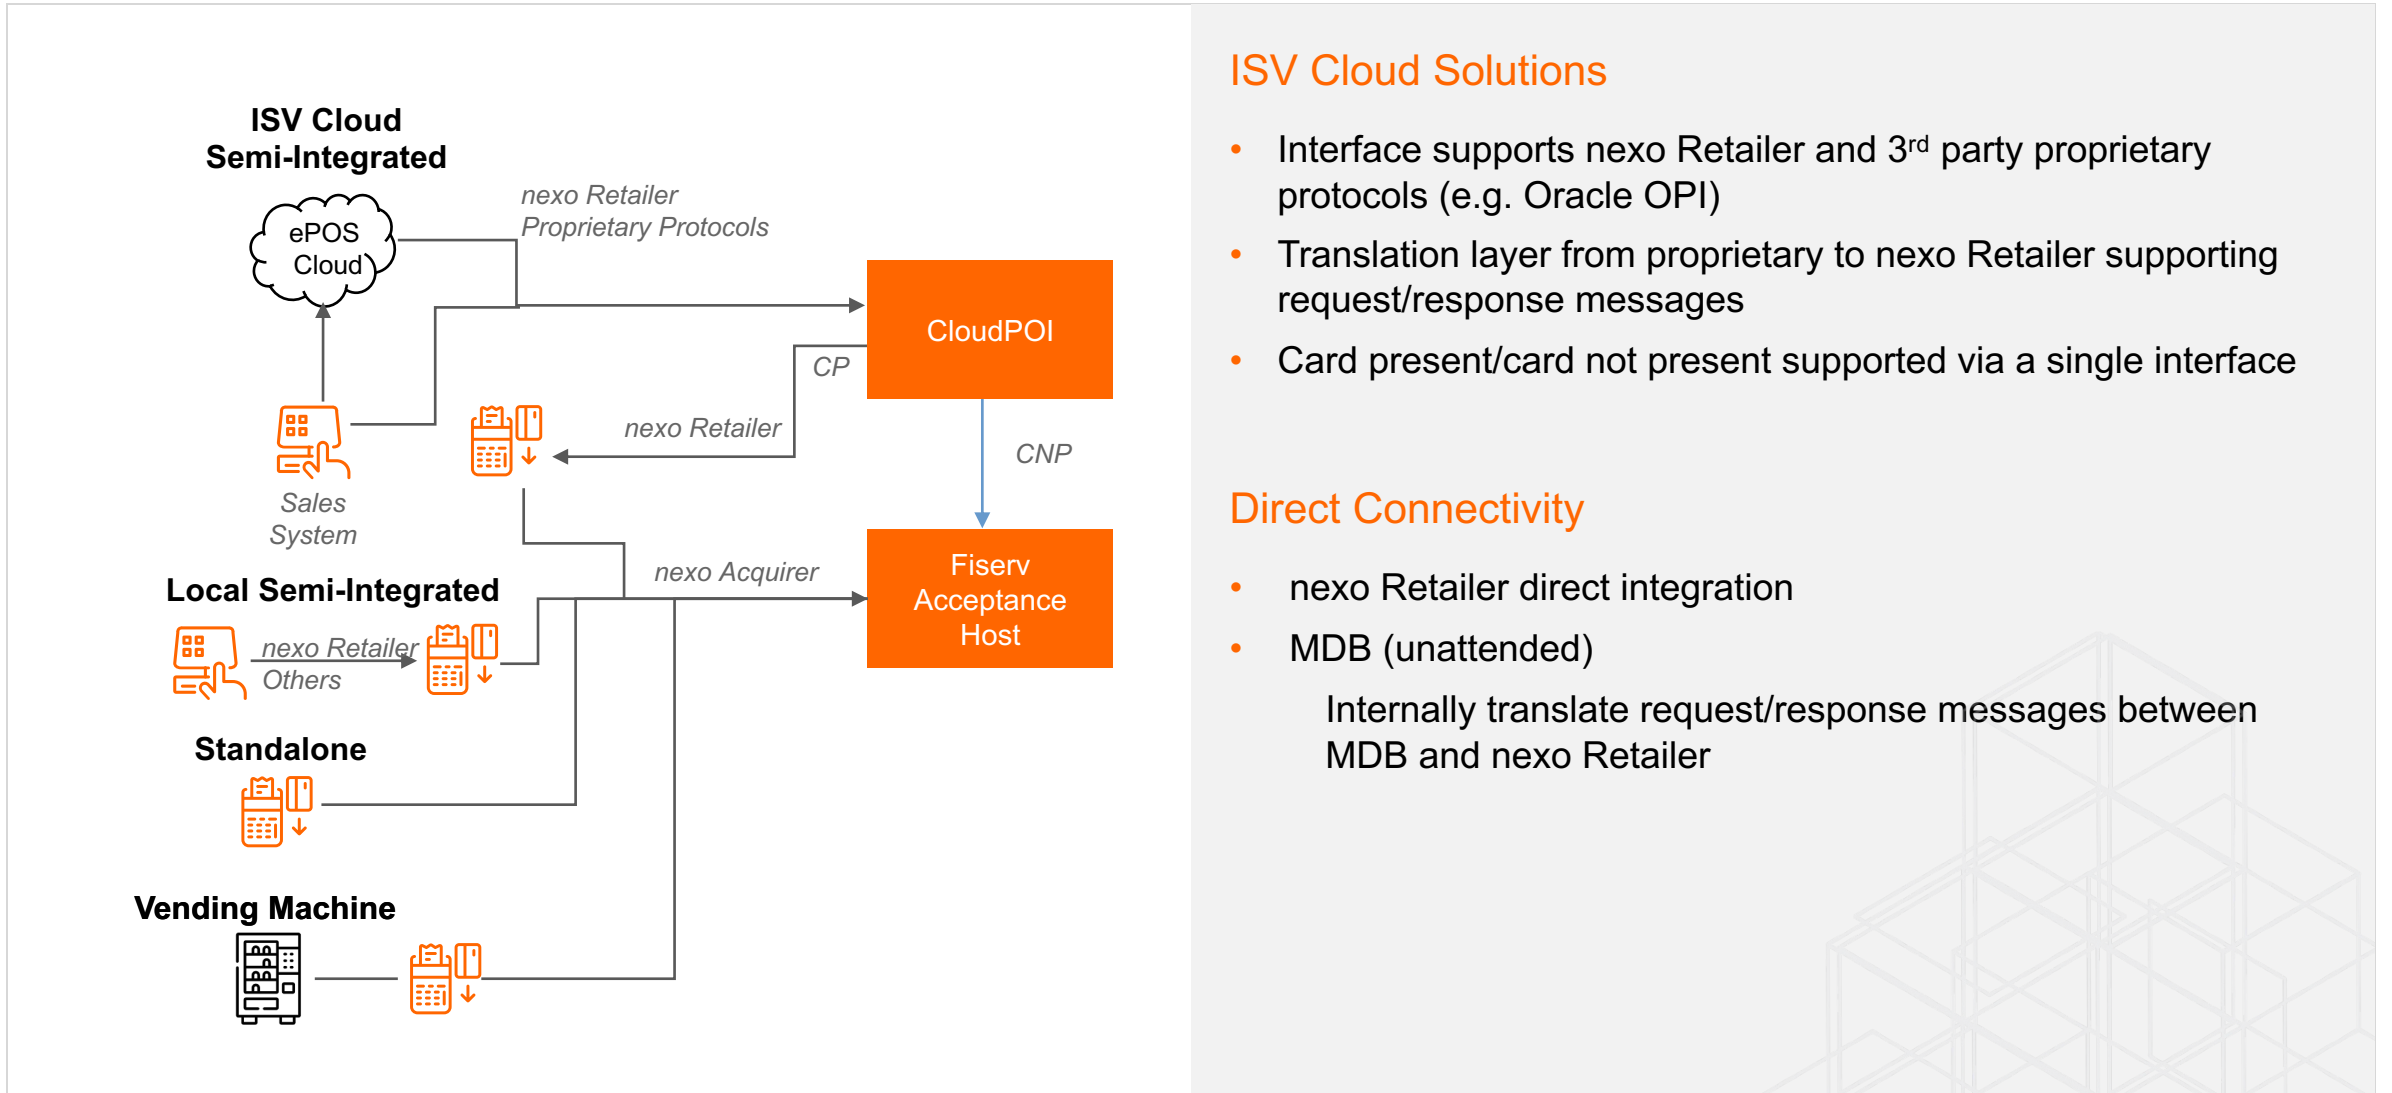 ISV Cloud
Semi-Integrated
ePOS
Cloud
nexo Retailer
Proprietary Protocols
CloudPOI
CP
nexo Retailer
CNP
Sales
System
nexo Acquirer
Fiserv
Acceptance
Host
Local Semi-Integrated
nexo Retailer
Others
Standalone
Vending Machine
ISV Cloud Solutions
• Interface supports nexo Retailer and 3rd party proprietary
protocols (e.g. Oracle OPI)
• Translation layer from proprietary to nexo Retailer supporting
request/response messages
• Card present/card not present supported via a single interface
Direct Connectivity
• nexo Retailer direct integration
• MDB (unattended)
Internally translate request/response messages between
MDB and nexo Retailer